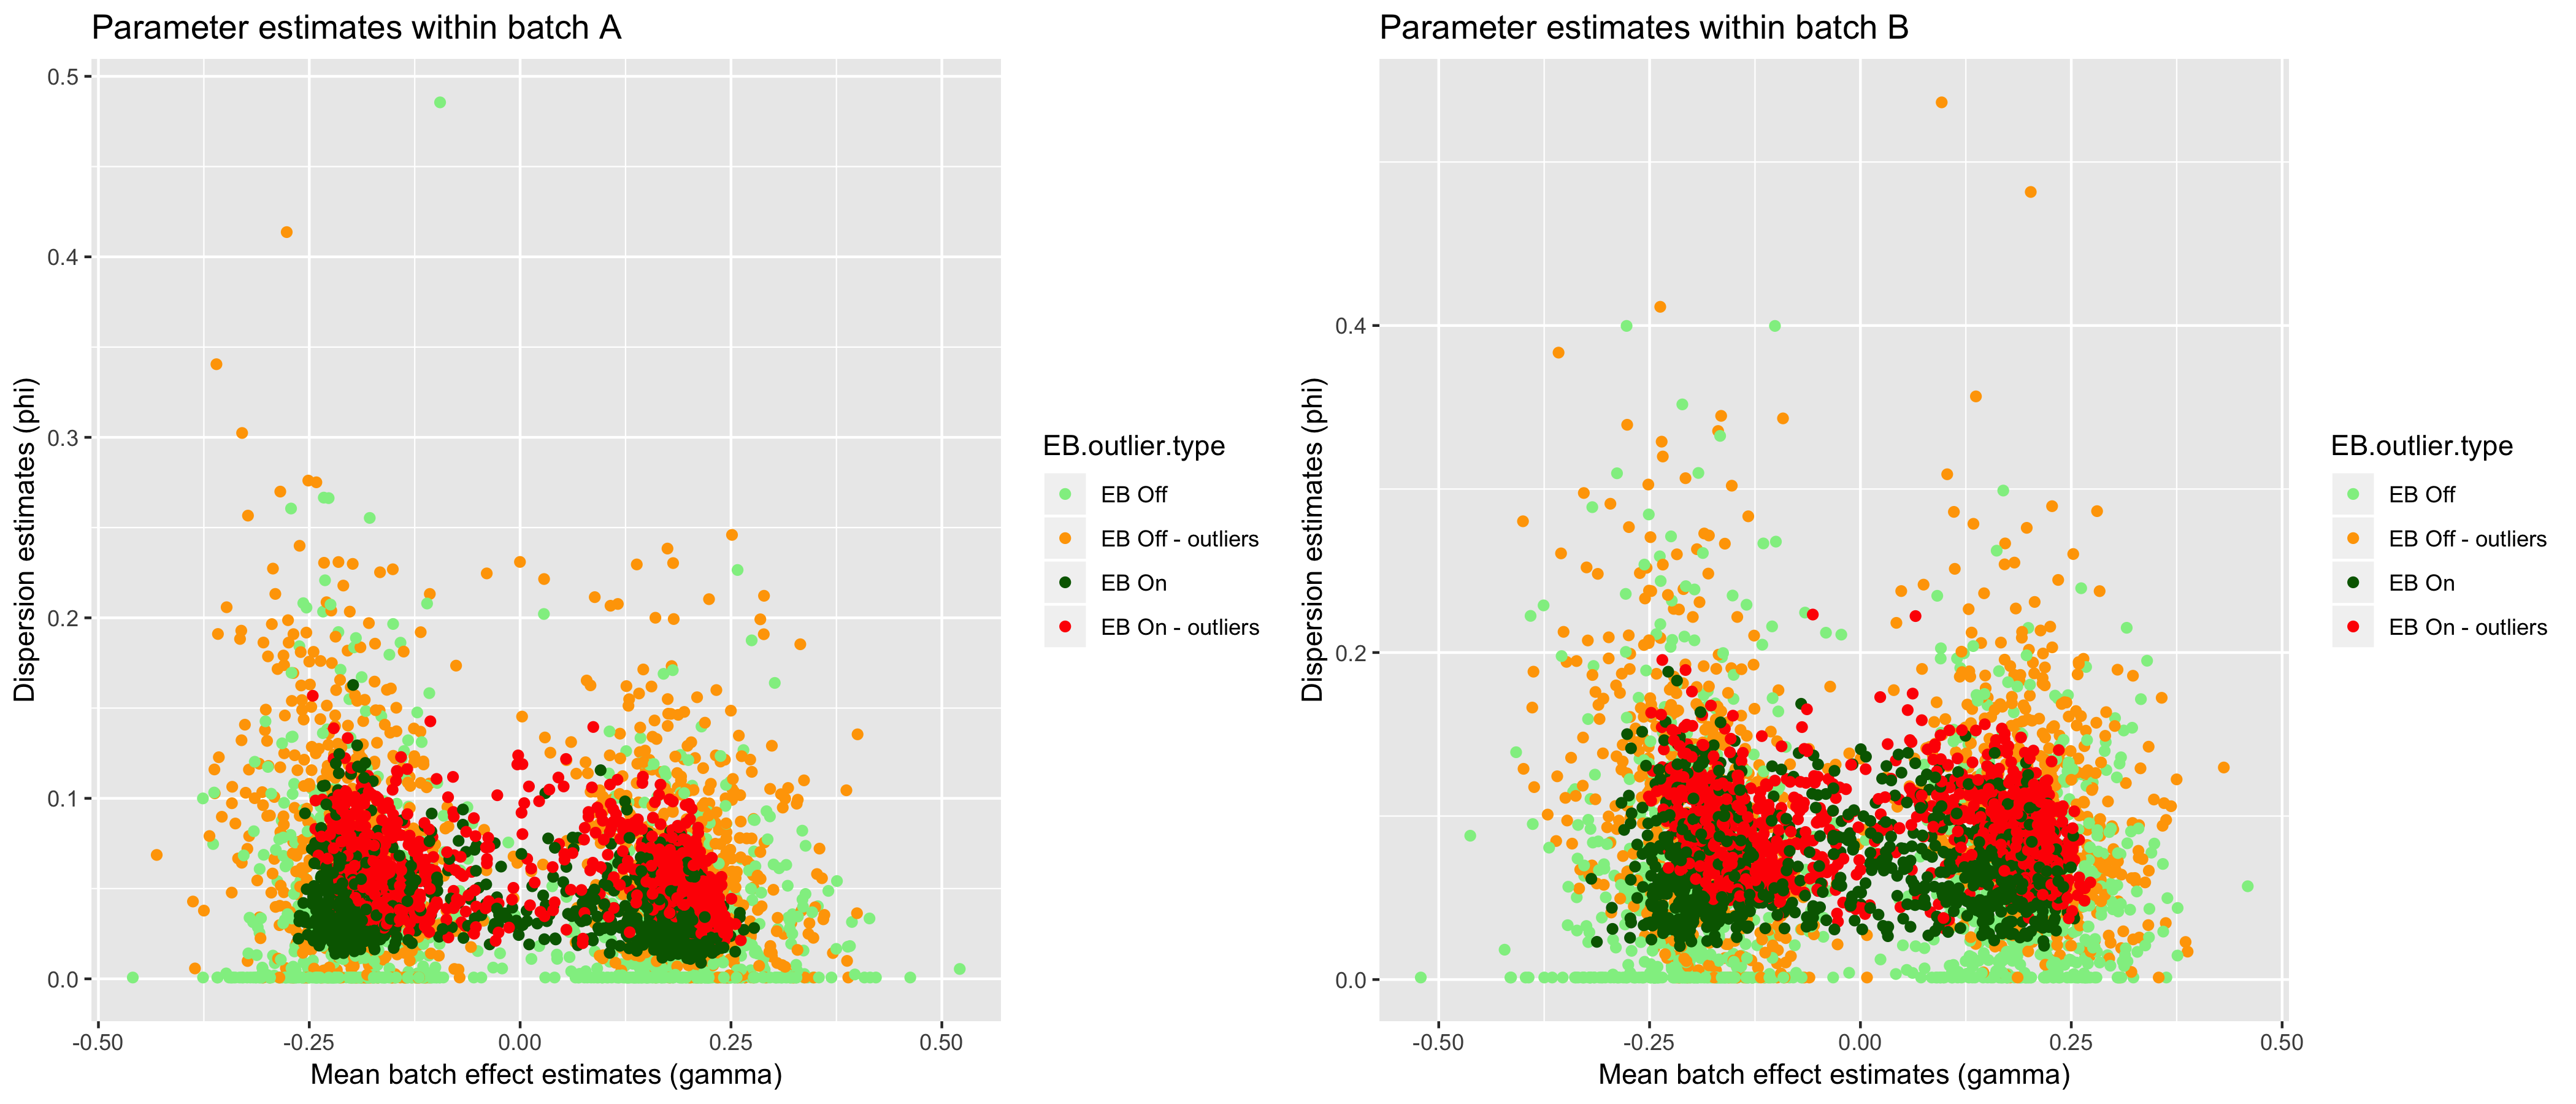 Parameter estimates within batch A
Dispersion estimates (phi)
0.5
0.4
0.3
0.2
0.1
0.0
-0.50
-0.25
0.00
0.25
0.50
Mean batch effect estimates (gamma)
EB.outlier.type
EB Off
EB Off - outliers
EB On
EB On - outliers
Parameter estimates within batch B
Dispersion estimates (phi)
0.4
0.2
0.0
-0.50
-0.25
0.00
0.25
0.50
Mean batch effect estimates (gamma)
EB.outlier.type
EB Off
EB Off - outliers
EB On
EB On - outliers